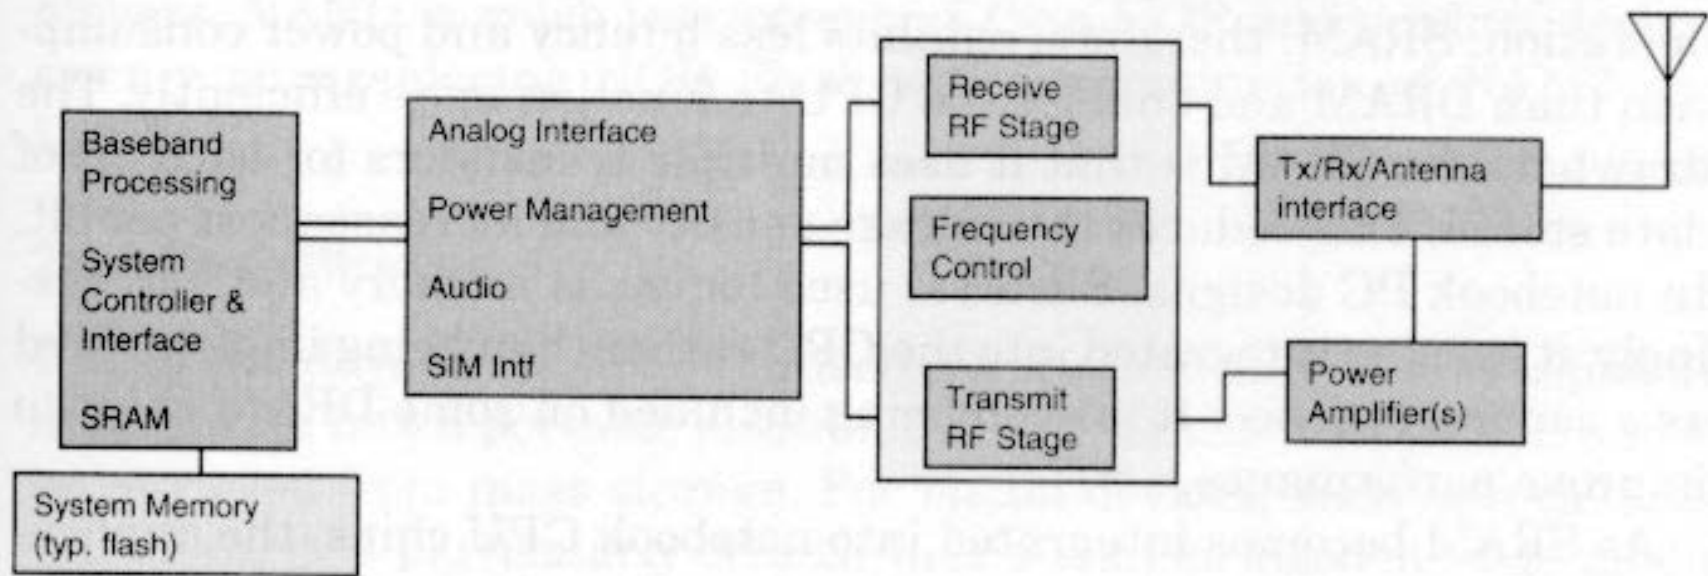 Baseband
Processing
System
Controller &
Interface
SRAM
System Memory
(typ. flash)
Analog Interface
Power Management
Audio
SIM Intf
Receive
RF Stage
Frequency
Control
Transmit
RF Stage
Tx/Rx/Antenna
interface
Power
Amplifier(s)